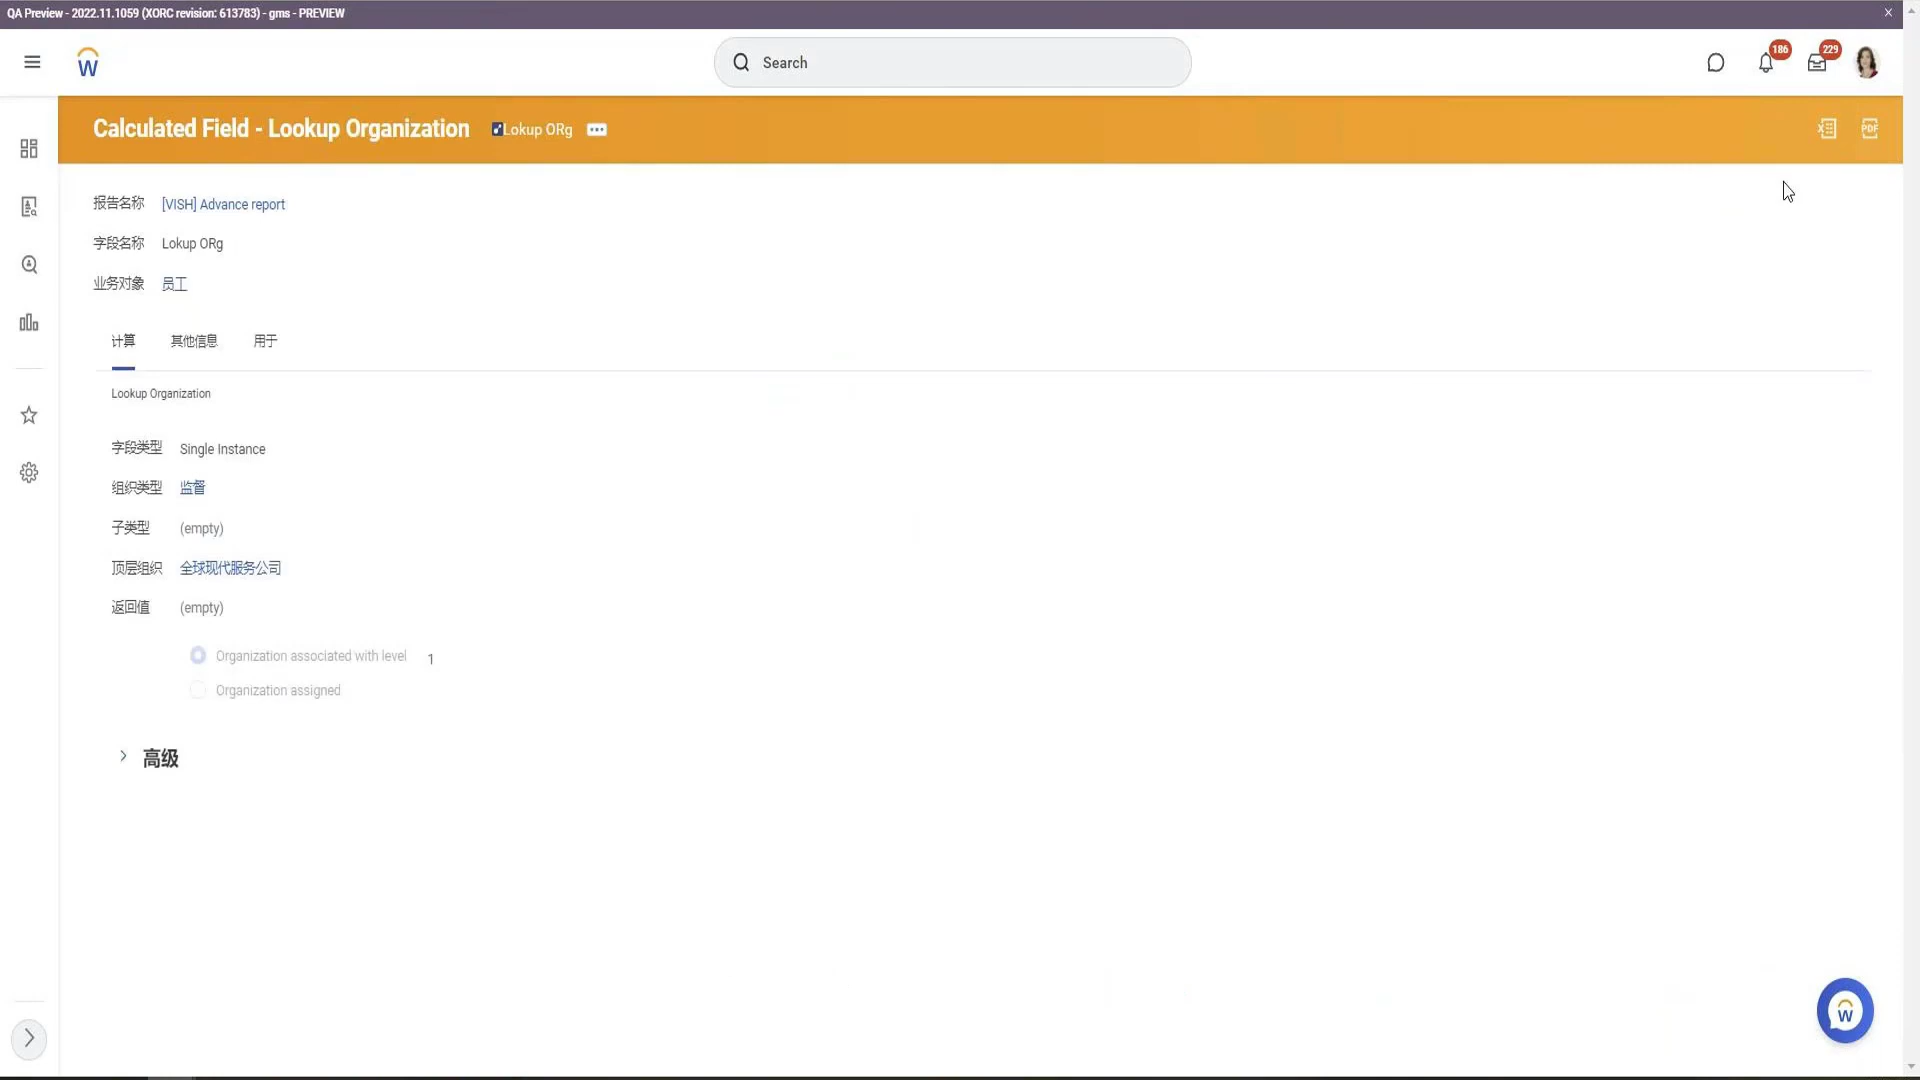 QA Preview - 2022.11.1059 (XORC revision: 613783) - gms - PREVIEW
W
Search
186
229
Calculated Field - Lookup Organization Lokup ORg
PDF
报告名称 [VISH] Advance report
字段名称 Lokup ORg
业务对象 员工
计算 其他信息 用于
Lookup Organization
字段类型 Single Instance
组织类型 监督
子类型 (empty)
顶层组织 全球现代服务公司
返回值 (empty)
Organization associated with level 1
Organization assigned
高级
W